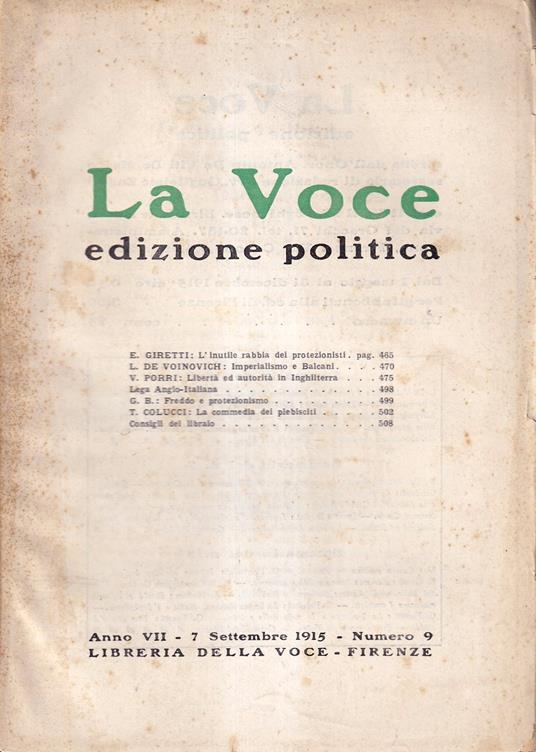 La Voce
edizione politica
E. GIRETTI: L'inutile rabbia dei protezionisti . pag. 465
L. DE VOINOVICH: Imperialismo e Balcani . . . . 470
V. PORRI: Libertà ed autorità in Inghilterra . . . . 475
Lega Anglo-Italiana . . . . . . . . . . . . . . 498
G. B.: Freddo e protezionismo . . . . . . . . . 499
T. COLUCCI: La commedia dei plebisciti . . . . . 502
Consigli del libraio . . . . . . . . . . . . . . 508
Anno VII - 7 Settembre 1915 - Numero 9
LIBRERIA DELLA VOCE - FIRENZE